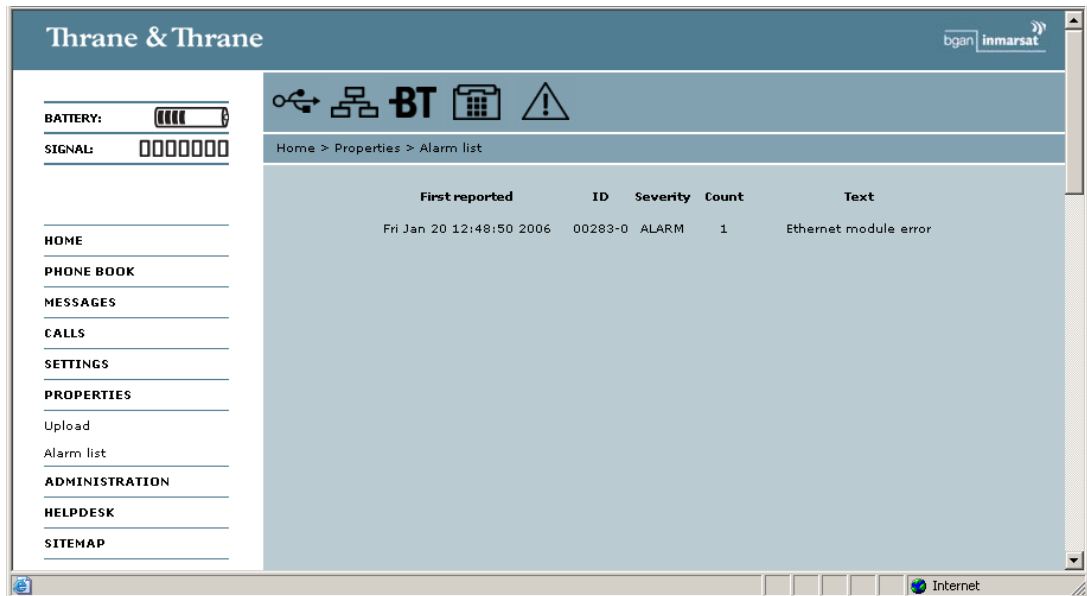 Thrane & Thrane
bgan inmarsat
BATTERY:
SIGNAL:
BT
Home > Properties > Alarm list
First reported ID Severity Count Text
Fri Jan 20 12:48:50 2006 00283-0 ALARM 1 Ethernet module error
HOME
PHONE BOOK
MESSAGES
CALLS
SETTINGS
PROPERTIES
Upload
Alarm list
ADMINISTRATION
HELPDESK
SITEMAP
Internet